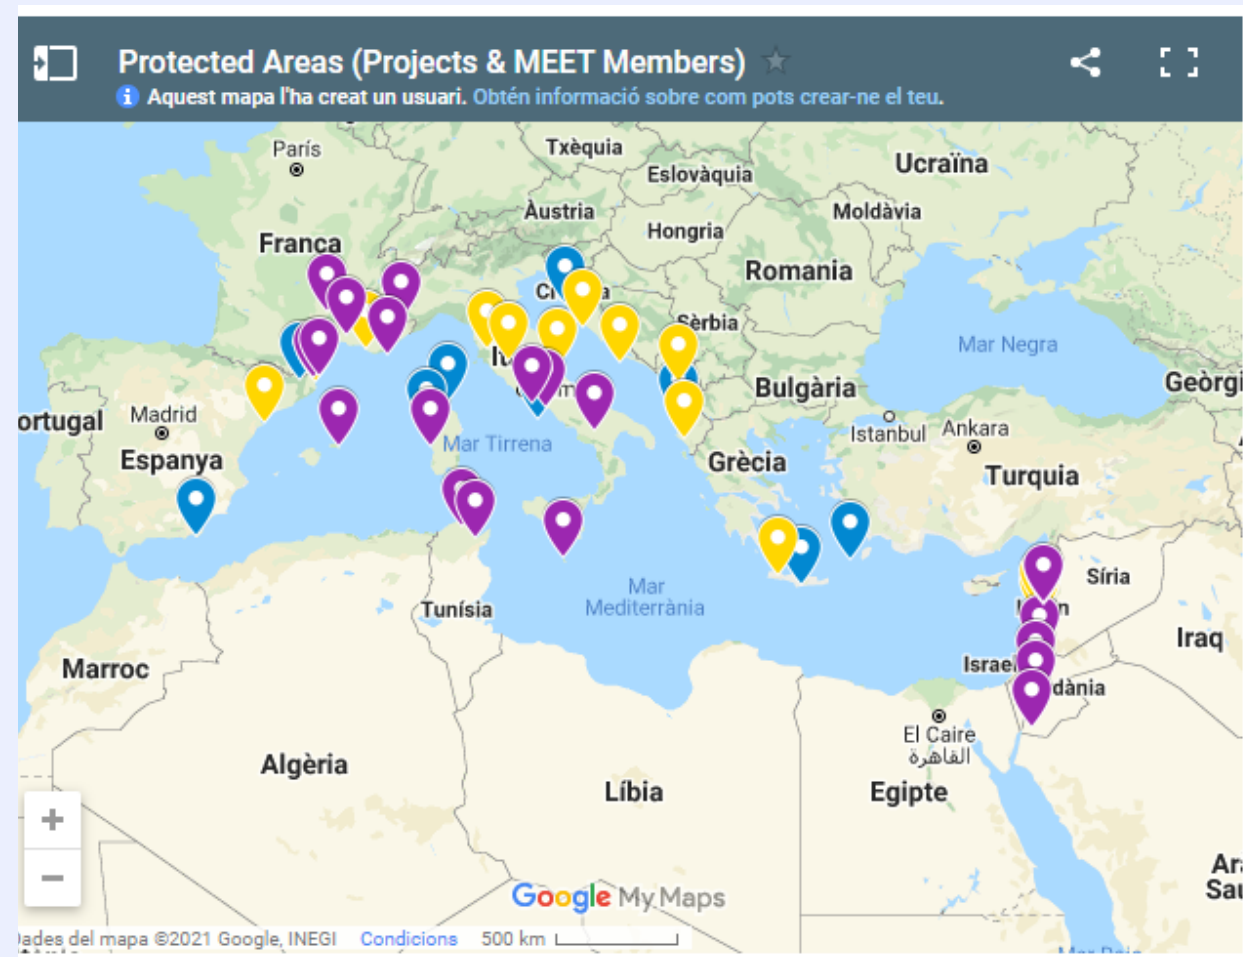 Protected Areas (Projects & MEET Members)
Aquest mapa l'ha creat un usuari. Obtén informació sobre com pots crear-ne el teu.
París
Txèquia
Eslovàquia
Ucraïna
Àustria
Moldàvia
Hongria
França
Romania
Sèrbia
Mar Negra
Bulgària
Geòrgi
ortugal
Madrid
Istanbul
Ankara
Mar Tirrena
Espanya
Grècia
Turquia
Síria
Mar
Mediterrània
Tunísia
Iraq
Marroc
Israel
dània
El Caire
القاهرة
Algèria
Líbia
Egipte
Google My Maps
ades del mapa ©2021 Google, INEGI Condicions 500 km